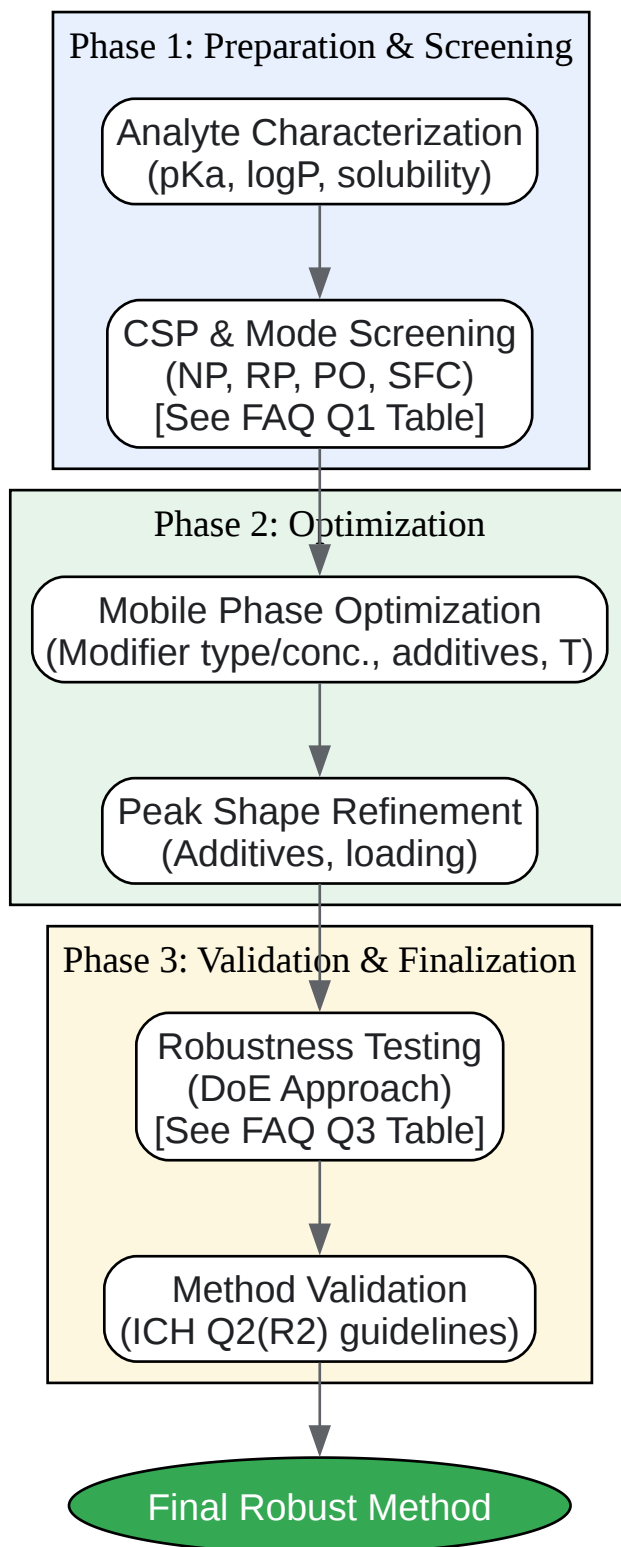 Phase 1: Preparation & Screening
Analyte Characterization
(pKa, logP, solubility)
CSP & Mode Screening
(NP, RP, PO, SFC)
[See FAQ Q1 Table]
Phase 2: Optimization
Mobile Phase Optimization
(Modifier type/conc., additives, T)
Peak Shape Refinement
(Additives, loading)
Phase 3: Validation & Finalization
Robustness Testing
(DoE Approach)
[See FAQ Q3 Table]
Method Validation
(ICH Q2(R2) guidelines)
Final Robust Method